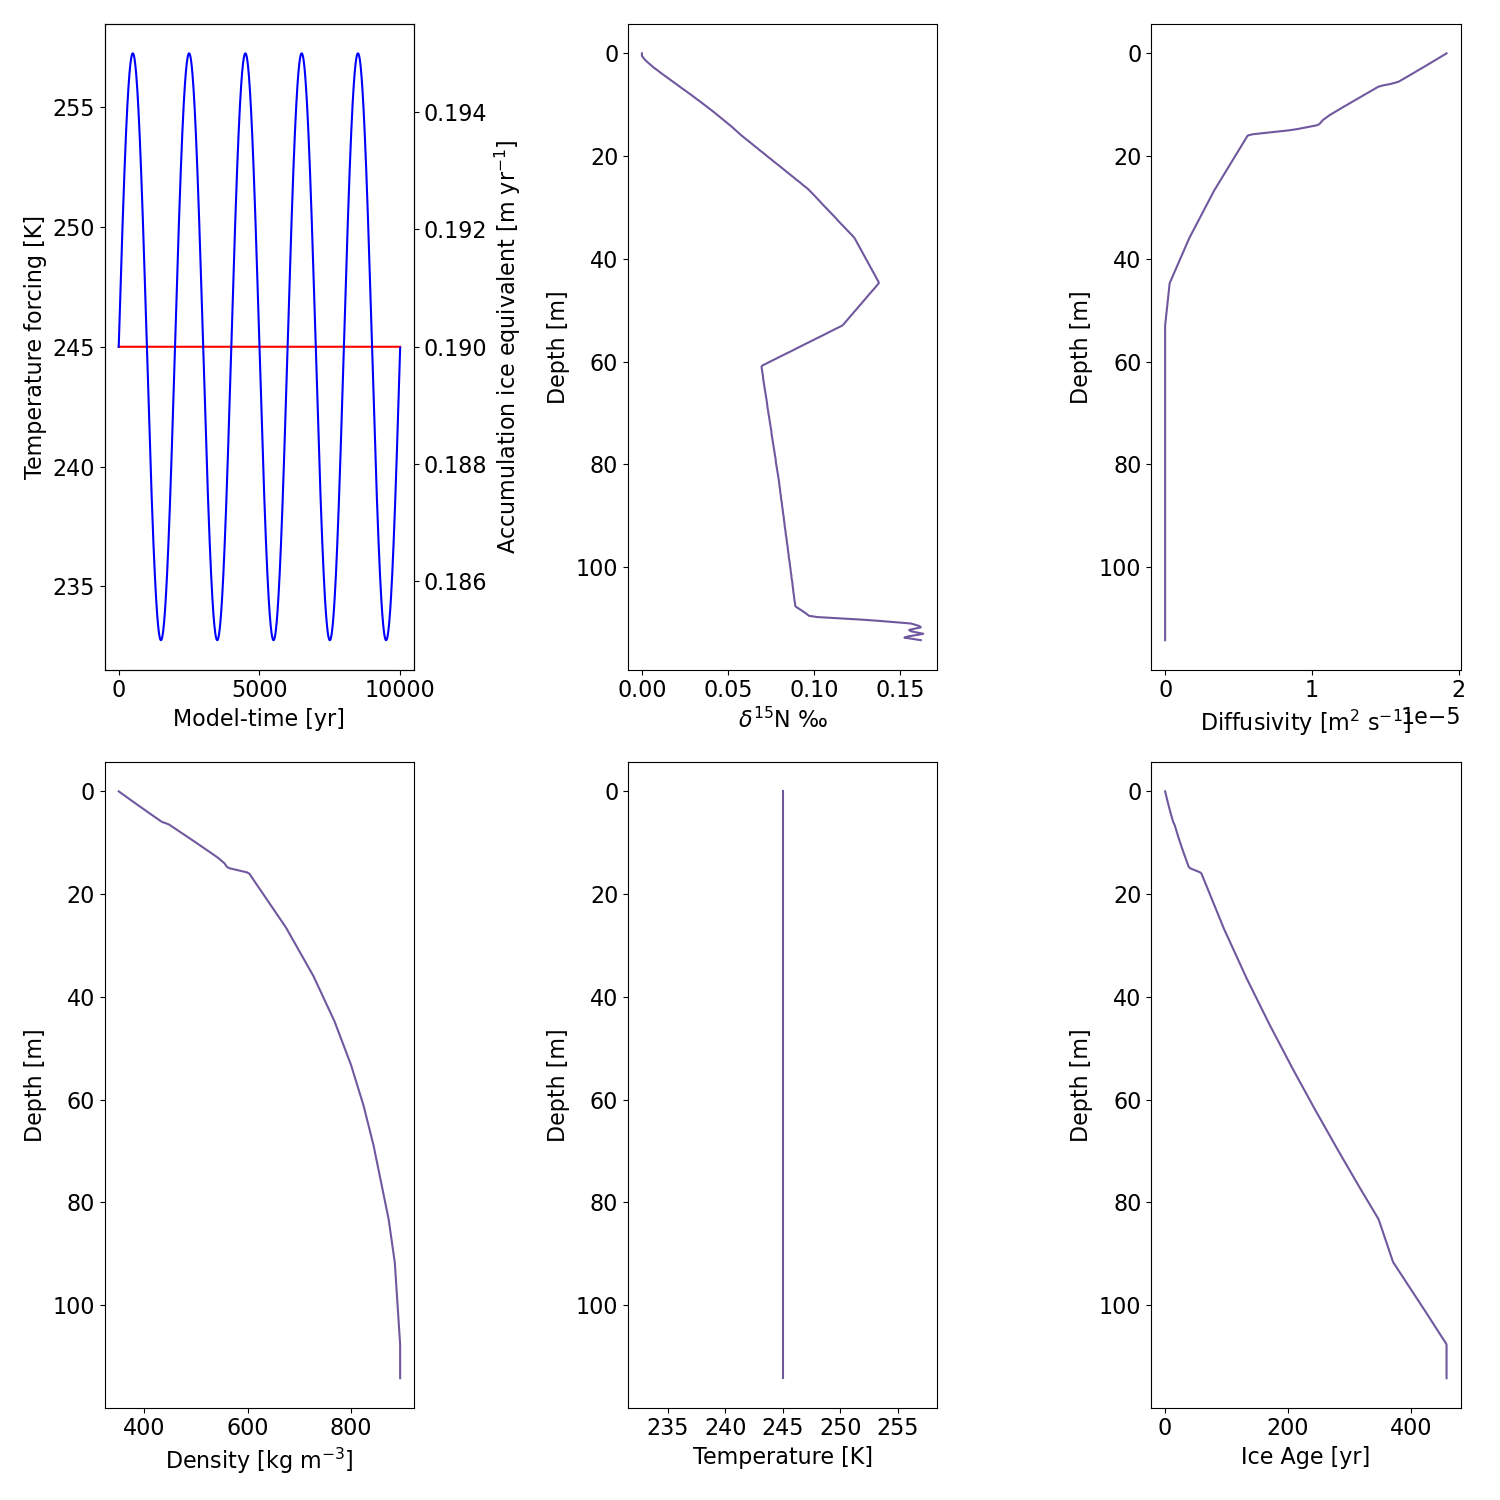 255
250
245
240
235
Temperature forcing [K]
0.194
0.192
0.190
0.188
0.186
Accumulation ice equivalent [m yr⁻¹]
0 5000 10000
Model-time [yr]
0
20
40
60
80
100
Depth [m]
0.00 0.05 0.10 0.15
δ¹⁵N ‰
0
20
40
60
80
100
Depth [m]
0 1 2
Diffusivity [m² s⁻¹]
1e−5
0
20
40
60
80
100
Depth [m]
400 600 800
Density [kg m⁻³]
0
20
40
60
80
100
Depth [m]
235 240 245 250 255
Temperature [K]
0
20
40
60
80
100
Depth [m]
0 200 400
Ice Age [yr]